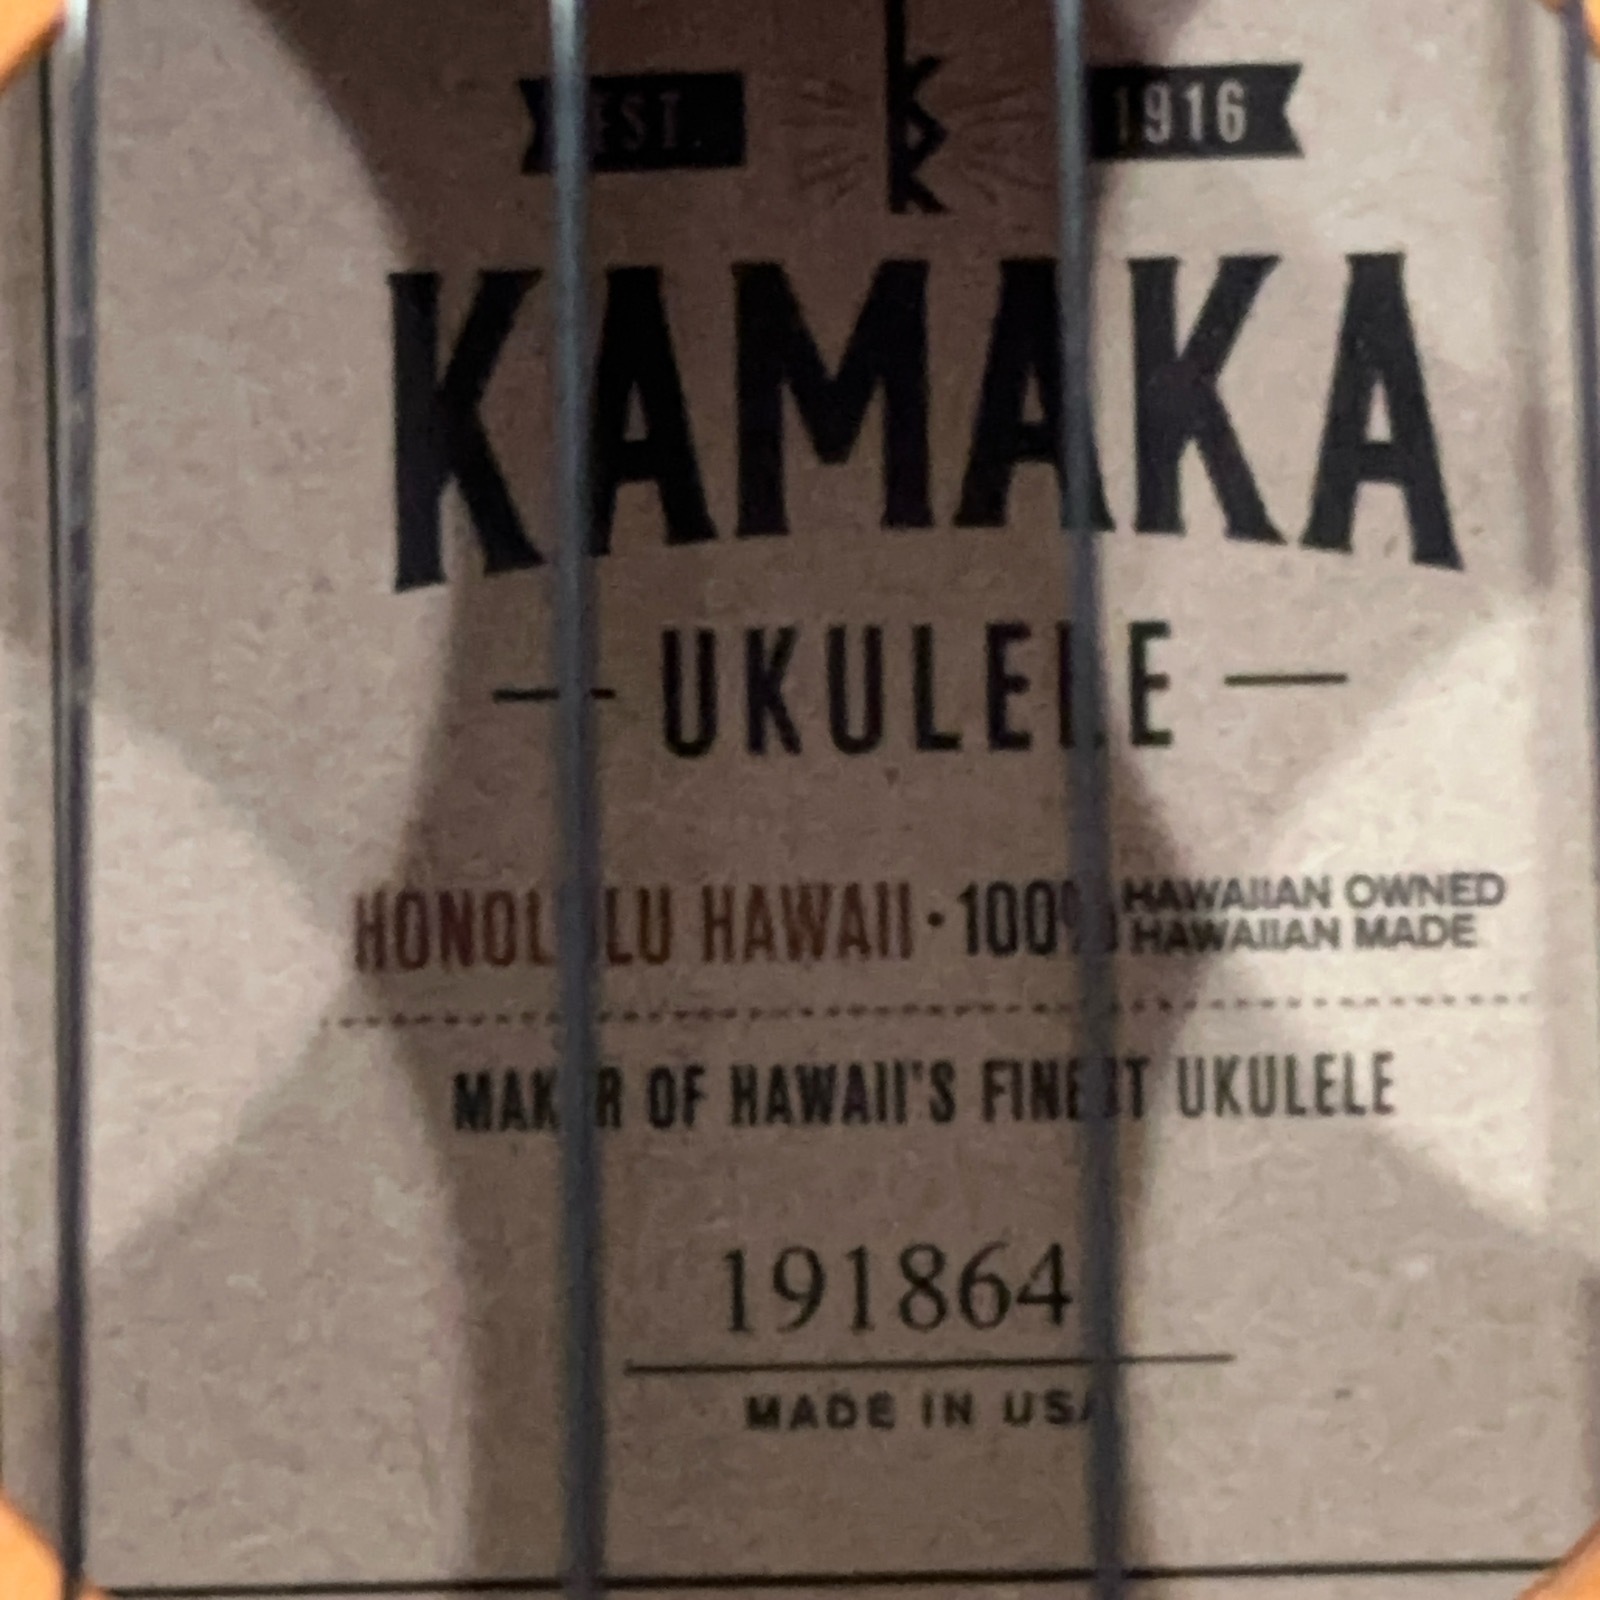 EST. 1916
KAMAKA
UKULELE
HONOLULU HAWAII · 100% HAWAIIAN OWNED
HAWAIIAN MADE
MAKER OF HAWAII'S FINEST UKULELE
191864
MADE IN USA